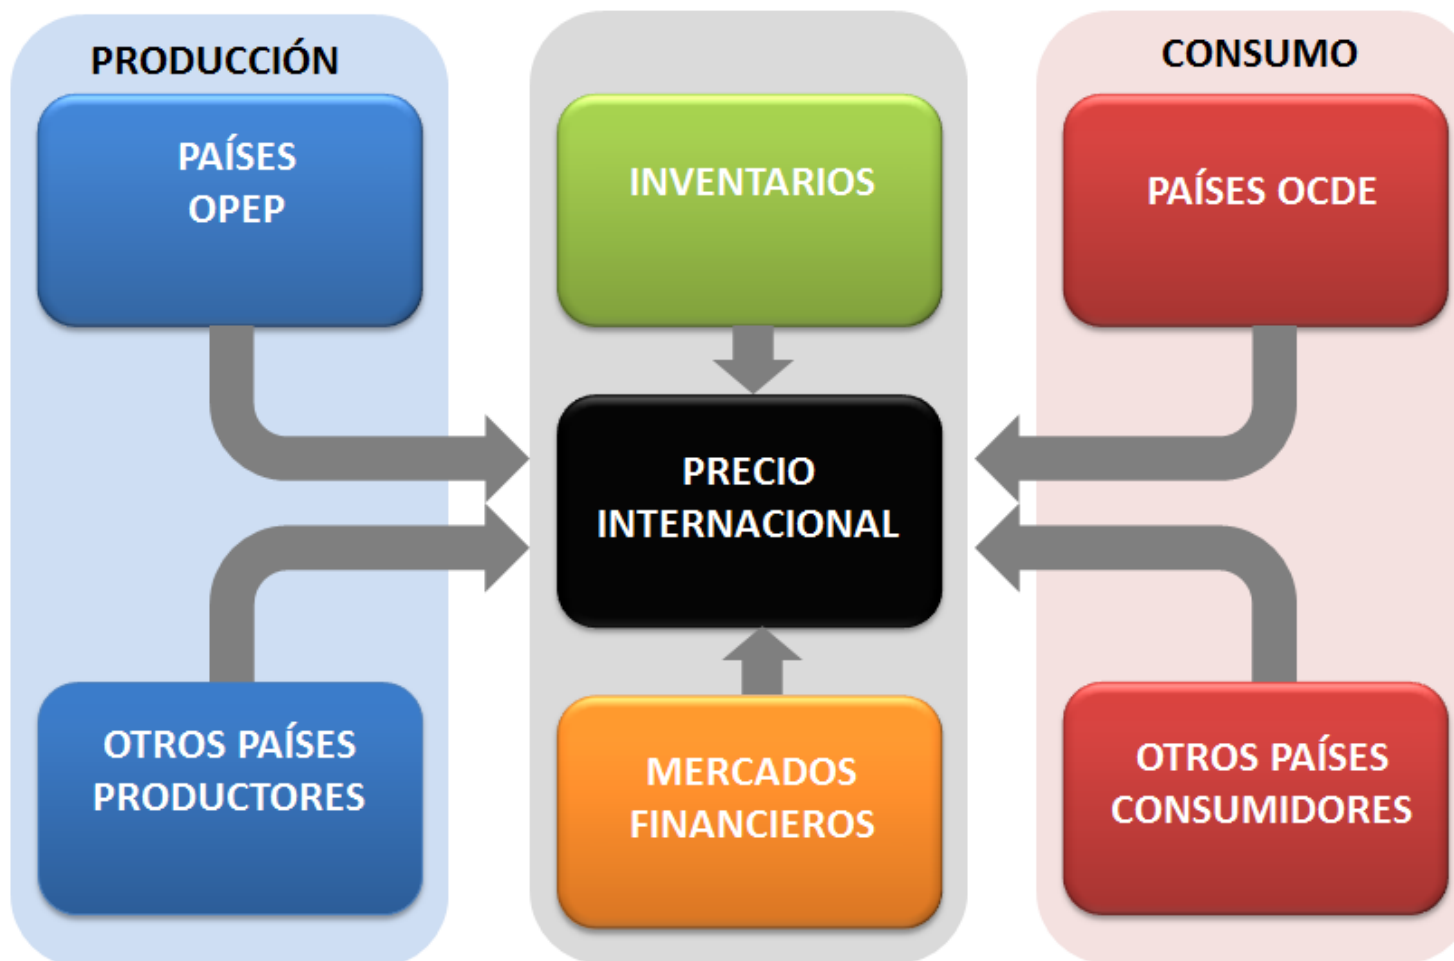 PRODUCCIÓN
PAÍSES
OPEP
OTROS PAÍSES
PRODUCTORES
INVENTARIOS
PRECIO
INTERNACIONAL
MERCADOS
FINANCIEROS
CONSUMO
PAÍSES OCDE
OTROS PAÍSES
CONSUMIDORES